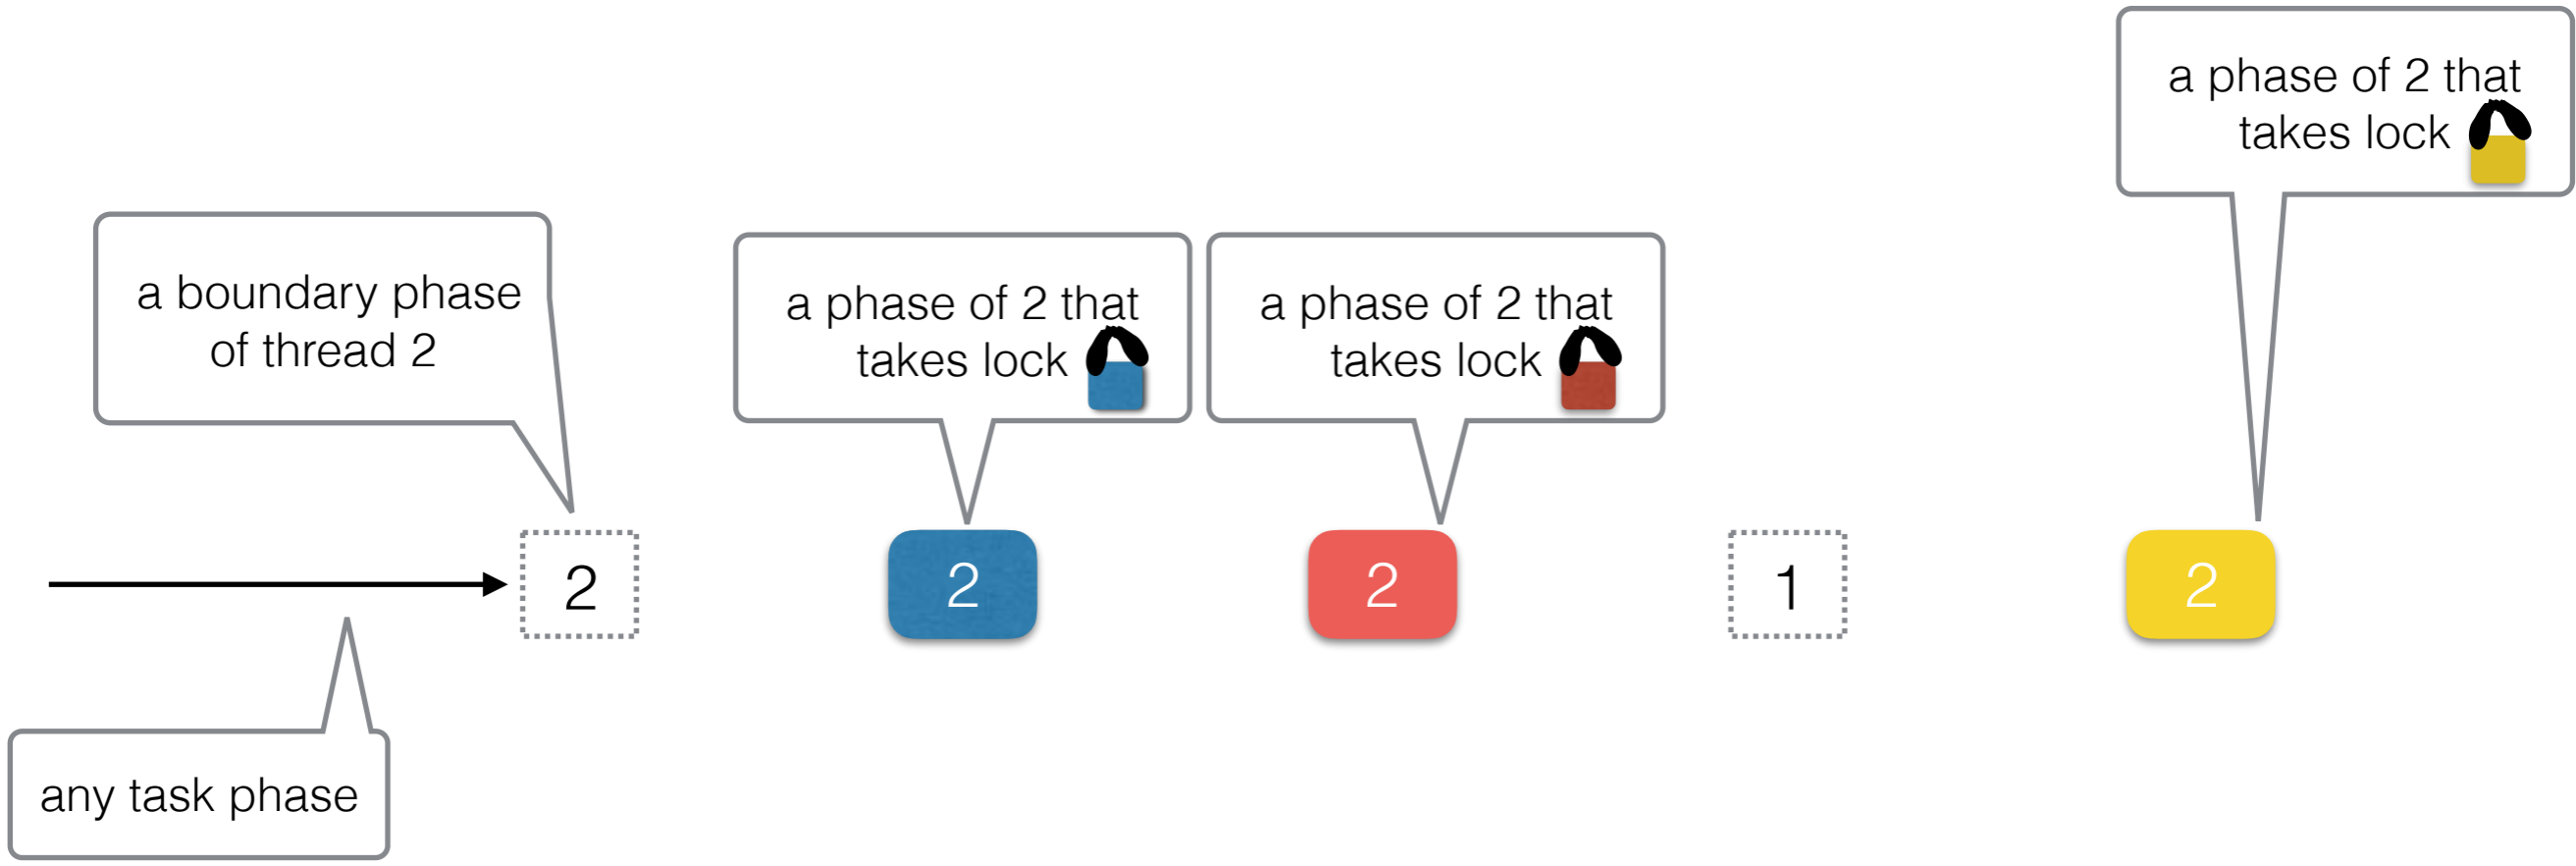 a phase of 2 that
takes lock
a boundary phase
of thread 2
a phase of 2 that
takes lock
a phase of 2 that
takes lock
2
2
2
1
2
any task phase